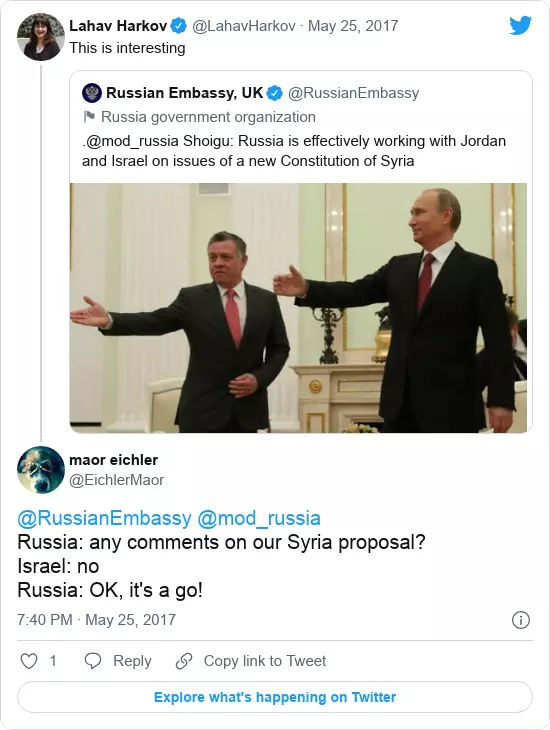 Lahav Harkov @LahavHarkov · May 25, 2017
This is interesting
Russian Embassy, UK @RussianEmbassy
Russia government organization
.@mod_russia Shoigu: Russia is effectively working with Jordan
and Israel on issues of a new Constitution of Syria
maor eichler
@EichlerMaor
@RussianEmbassy @mod_russia
Russia: any comments on our Syria proposal?
Israel: no
Russia: OK, it's a go!
7:40 PM · May 25, 2017
1 Reply Copy link to Tweet
Explore what's happening on Twitter